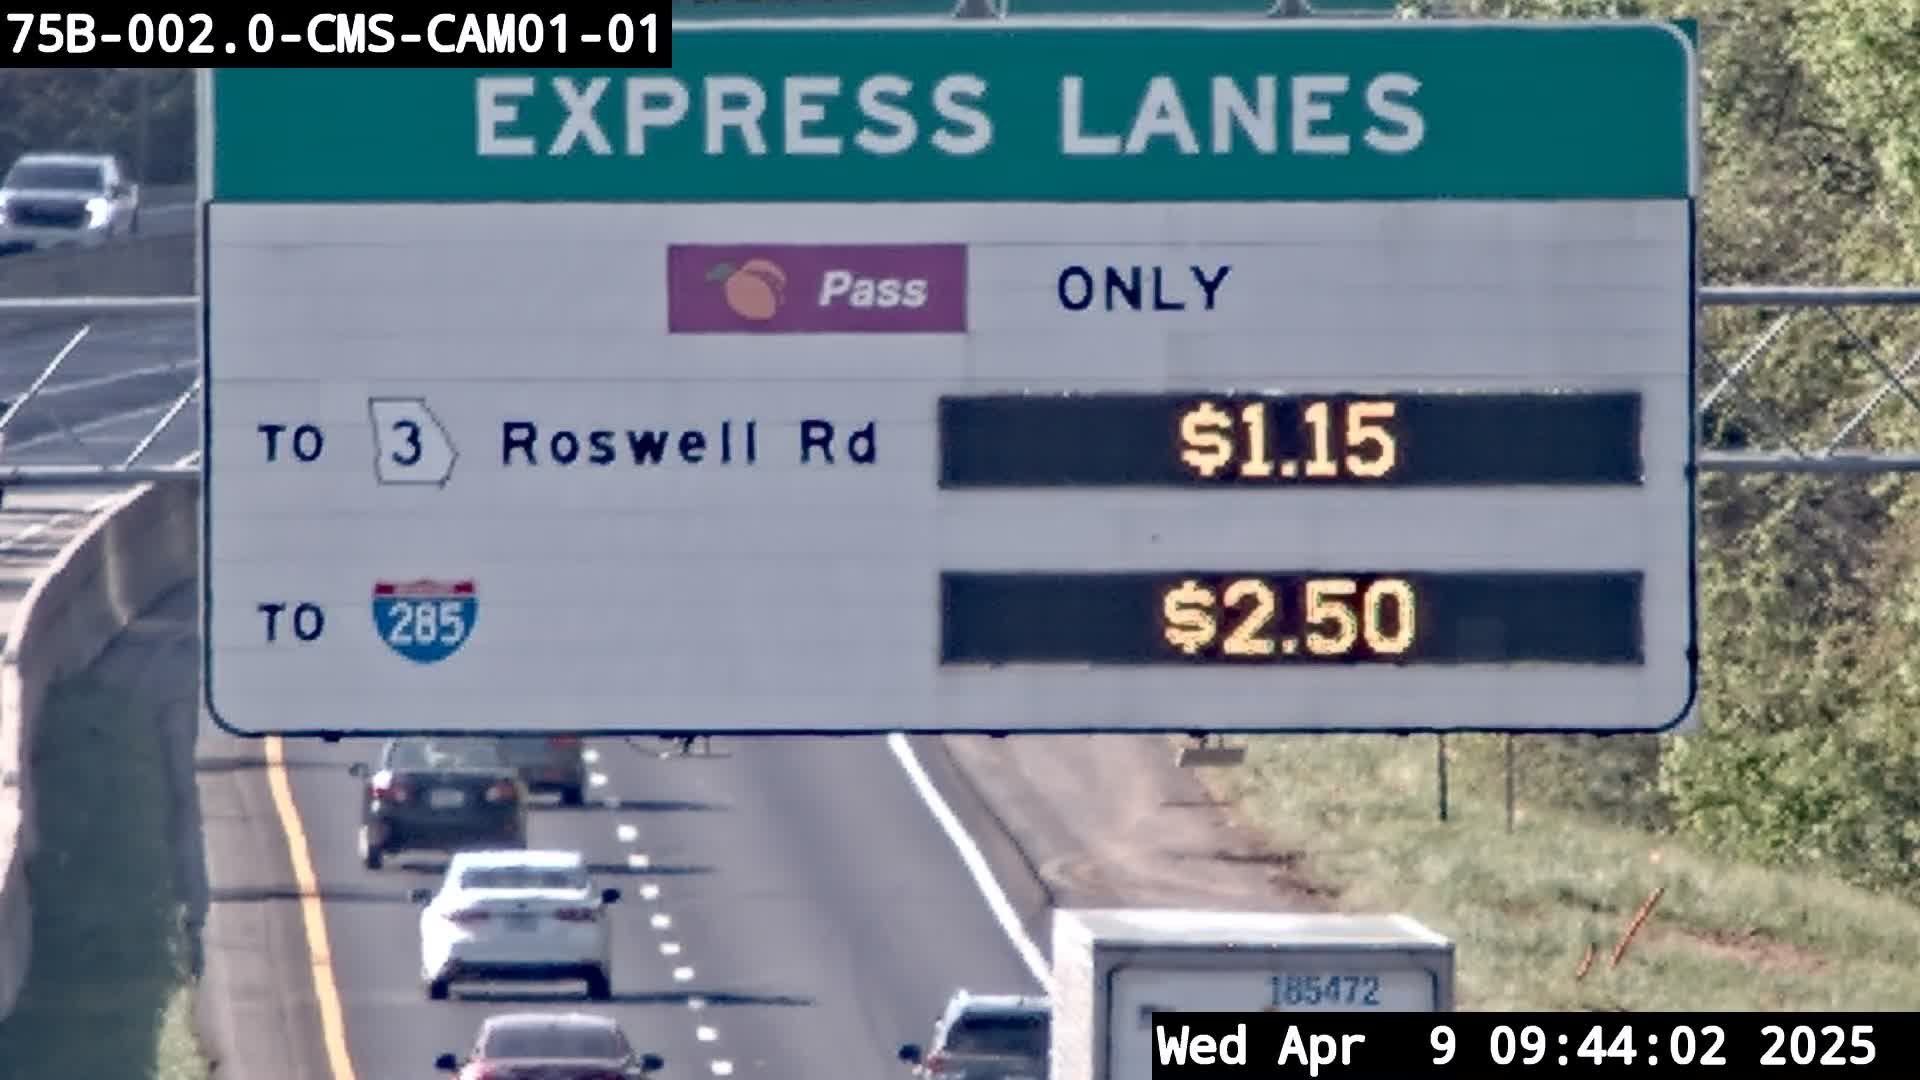 75B-002.0-CMS-CAM01-01
EXPRESS LANES
Pass ONLY
TO 3 Roswell Rd $1.15
TO 285 $2.50
185472
Wed Apr 9 09:44:02 2025